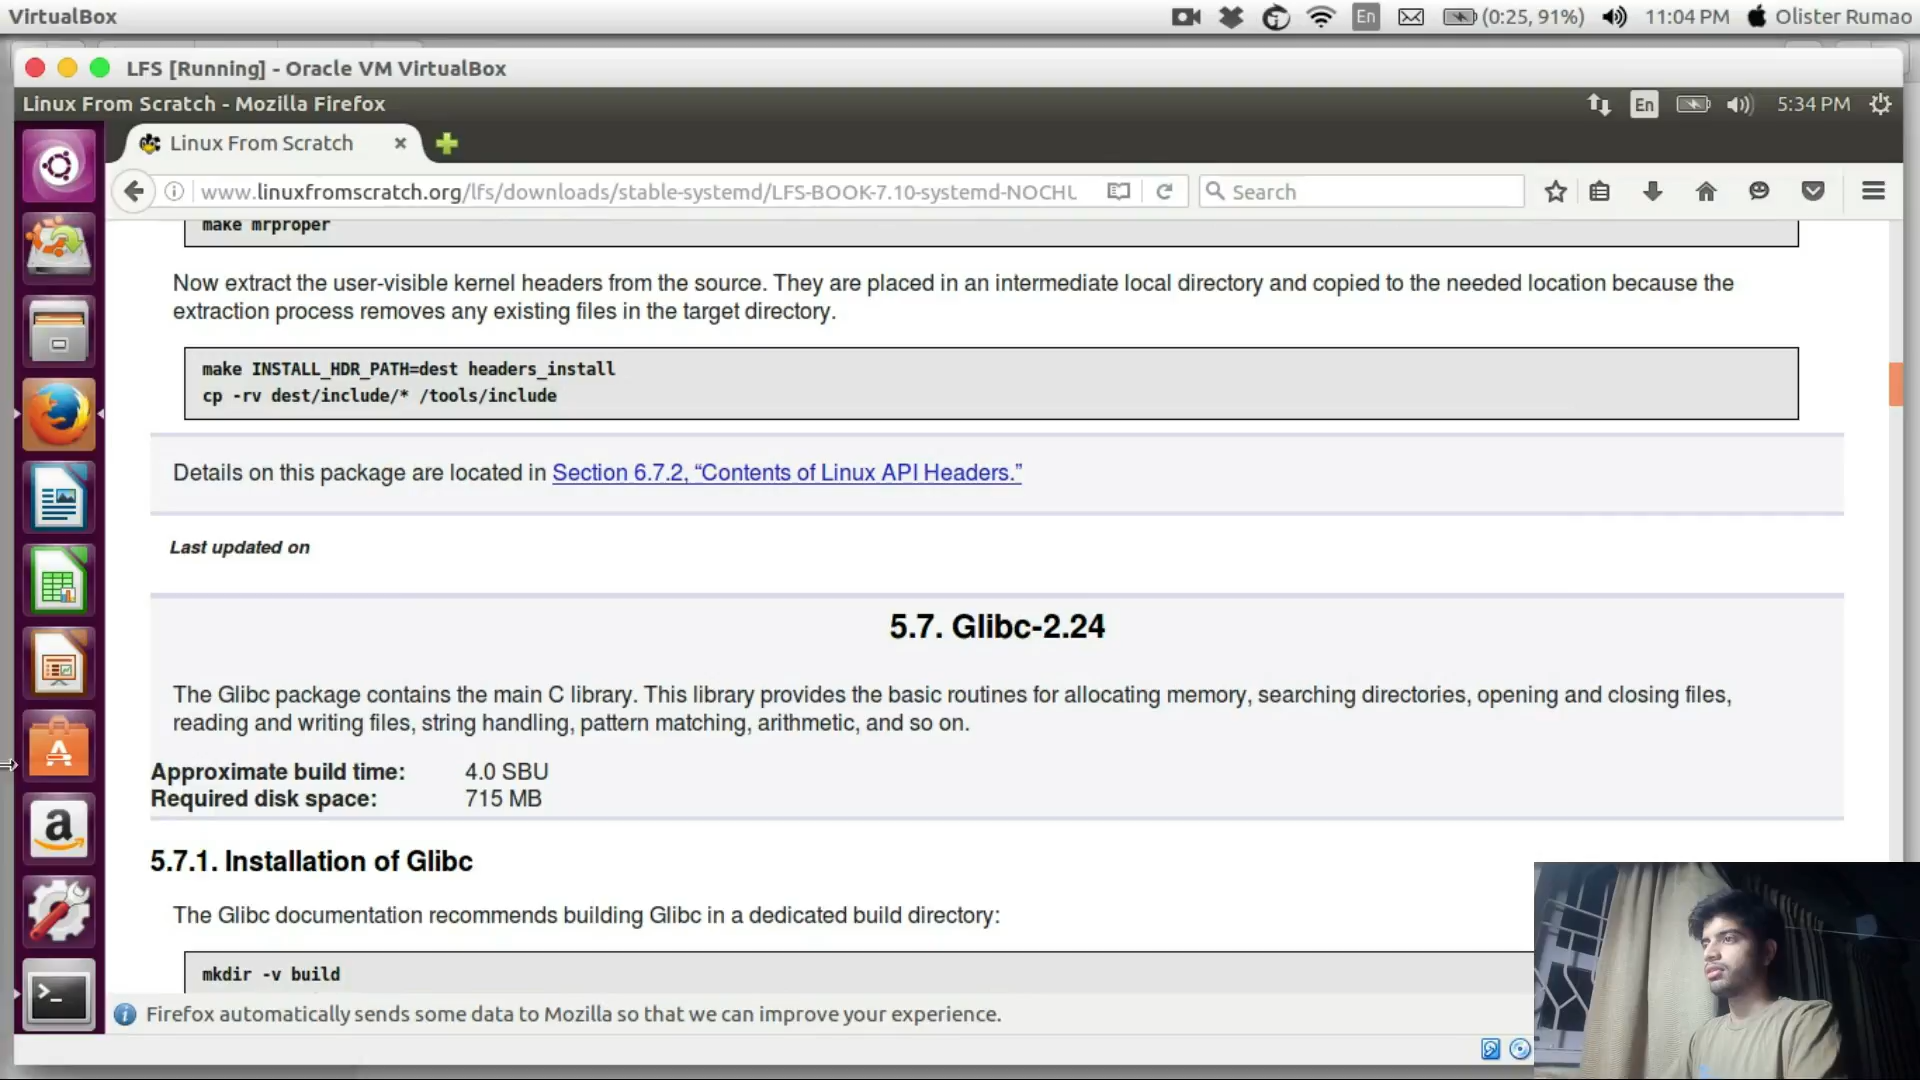 VirtualBox
En
(0:25, 91%)
11:04 PM
Olister Rumao
LFS [Running] - Oracle VM VirtualBox
Linux From Scratch - Mozilla Firefox
En
5:34 PM
Linux From Scratch
www.linuxfromscratch.org/lfs/downloads/stable-systemd/LFS-BOOK-7.10-systemd-NOCHU
Search
make mrproper
Now extract the user-visible kernel headers from the source. They are placed in an intermediate local directory and copied to the needed location because the
extraction process removes any existing files in the target directory.
make INSTALL_HDR_PATH=dest headers_install
cp -rv dest/include/* /tools/include
Details on this package are located in Section 6.7.2, “Contents of Linux API Headers.”
Last updated on
5.7. Glibc-2.24
The Glibc package contains the main C library. This library provides the basic routines for allocating memory, searching directories, opening and closing files,
reading and writing files, string handling, pattern matching, arithmetic, and so on.
Approximate build time: 4.0 SBU
Required disk space: 715 MB
5.7.1. Installation of Glibc
The Glibc documentation recommends building Glibc in a dedicated build directory:
mkdir -v build
Firefox automatically sends some data to Mozilla so that we can improve your experience.